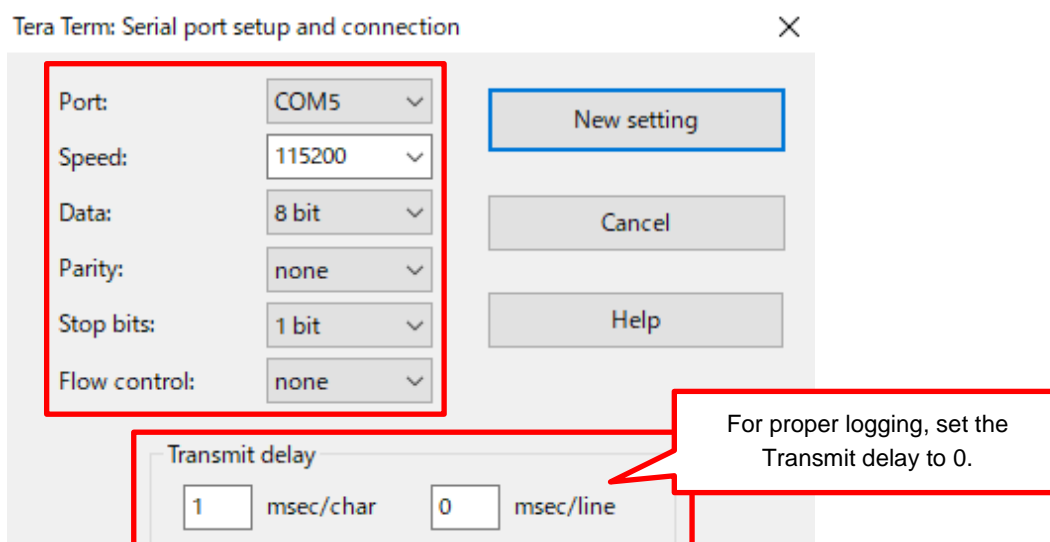 Tera Term: Serial port setup and connection
Port: COM5
New setting
Speed: 115200
Data: 8 bit
Cancel
Parity: none
Stop bits: 1 bit
Help
Flow control: none
For proper logging, set the
Transmit delay to 0.
Transmit delay
1 msec/char 0 msec/line